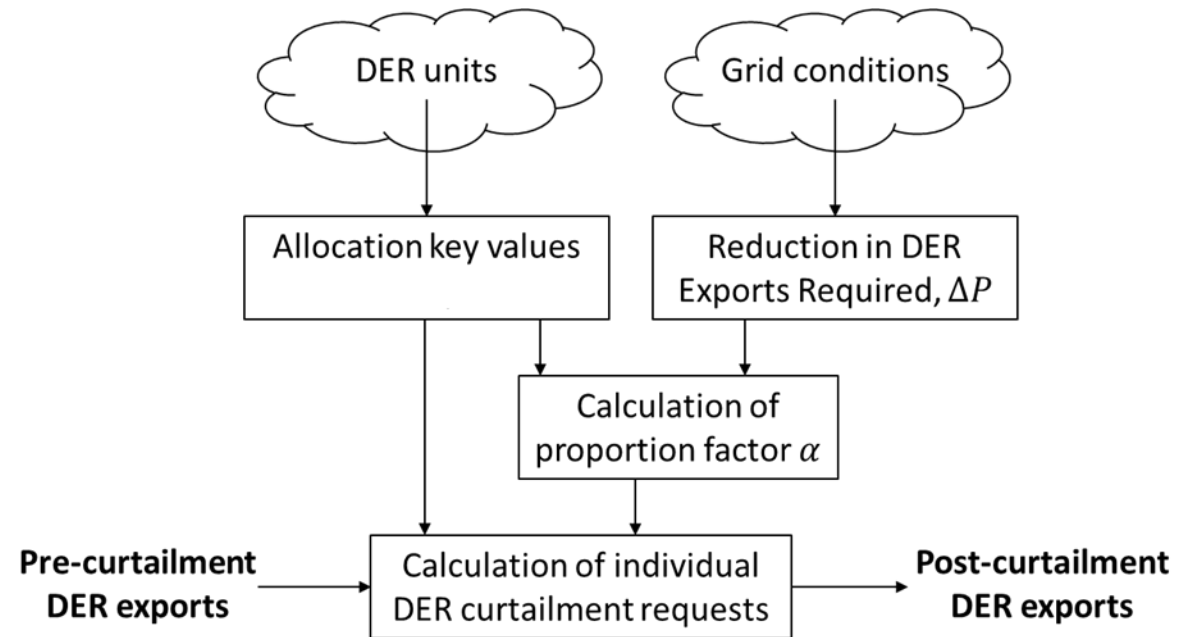 DER units
Grid conditions
Allocation key values
Reduction in DER
Exports Required, Δ𝑃
Calculation of
proportion factor 𝛼
Pre-curtailment
DER exports
Calculation of individual
DER curtailment requests
Post-curtailment
DER exports